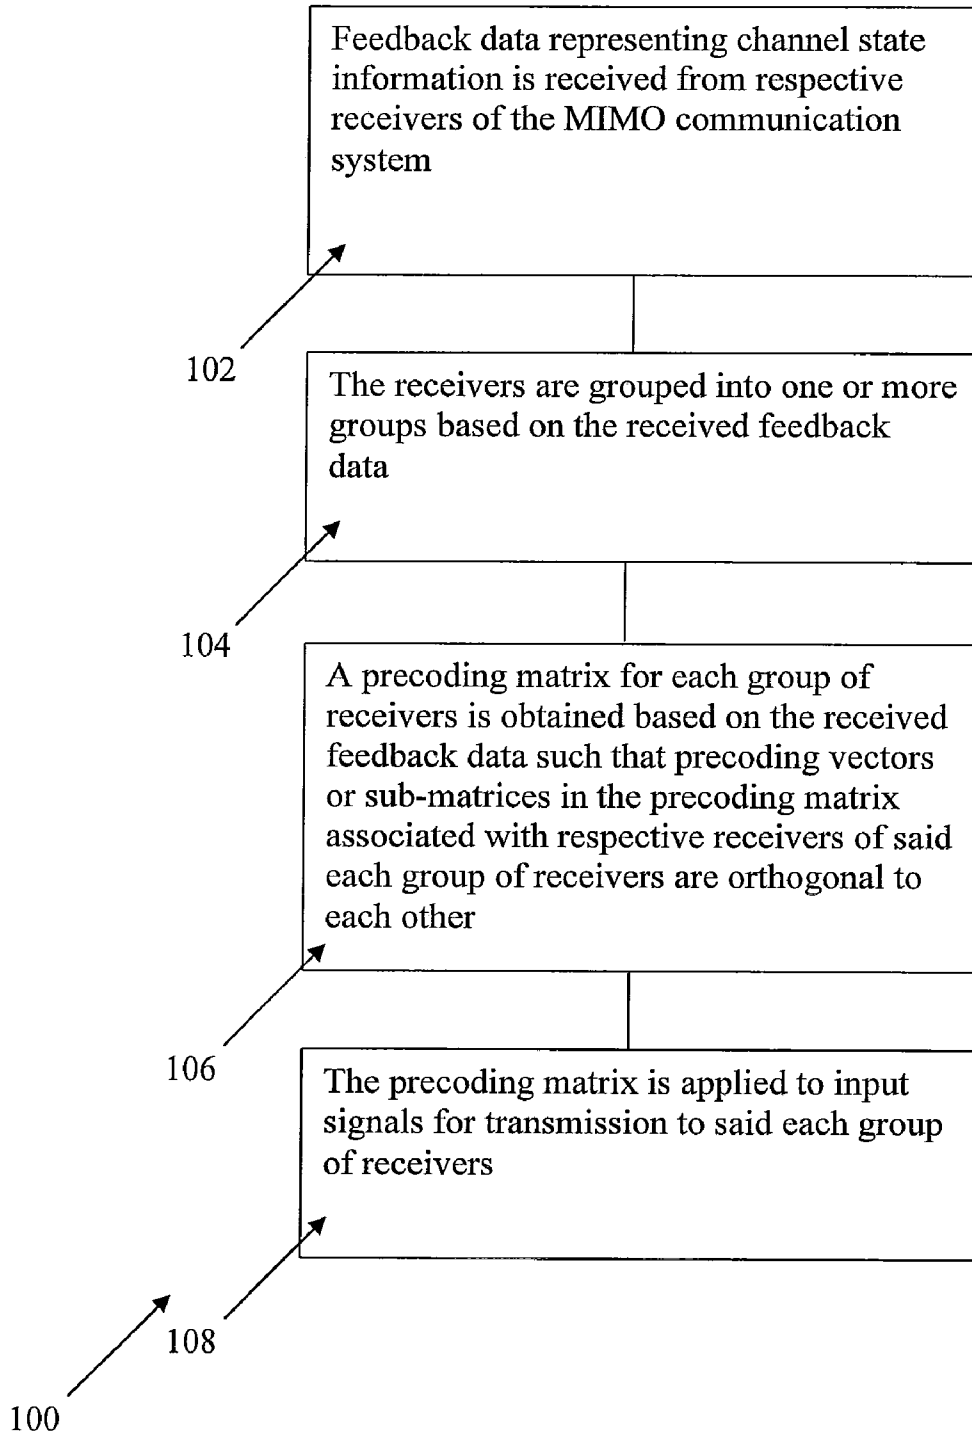 Feedback data representing channel state
information is received from respective
receivers of the MIMO communication
system
102
The receivers are grouped into one or more
groups based on the received feedback
data
104
A precoding matrix for each group of
receivers is obtained based on the received
feedback data such that precoding vectors
or sub-matrices in the precoding matrix
associated with respective receivers of said
each group of receivers are orthogonal to
each other
106
The precoding matrix is applied to input
signals for transmission to said each group
of receivers
108
100